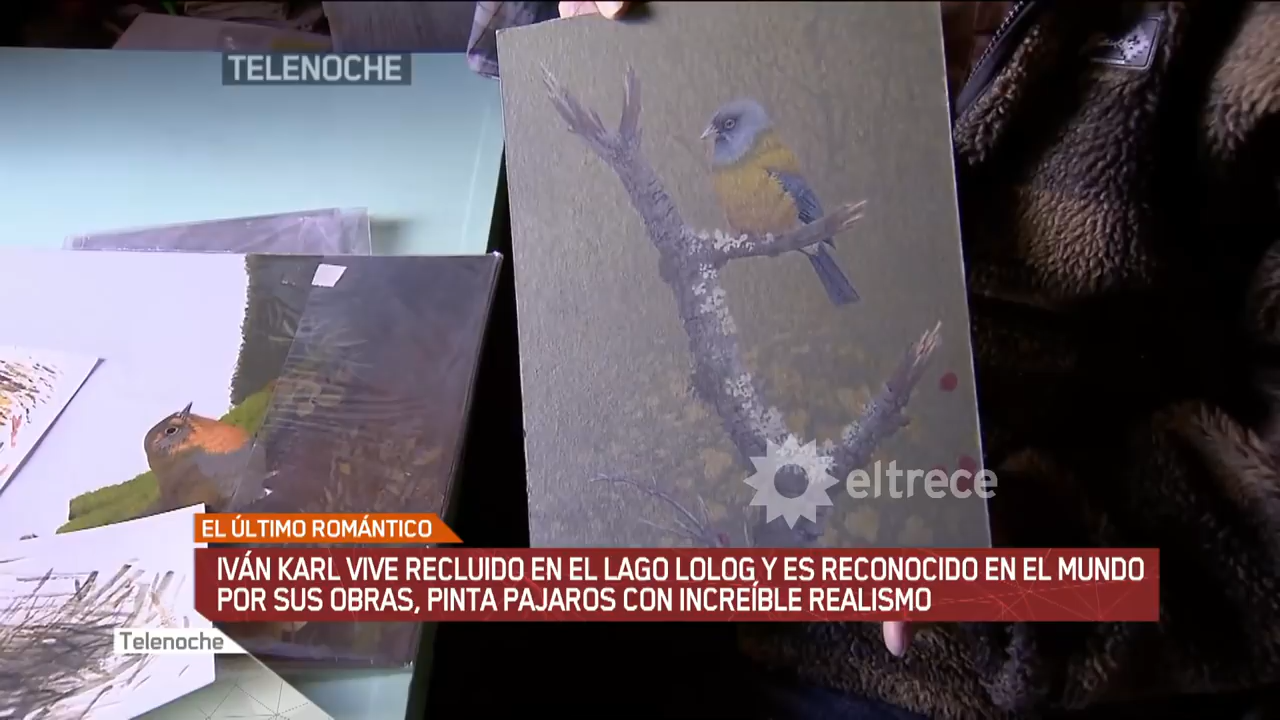 TELENOCHE
eltrece
EL ÚLTIMO ROMÁNTICO
IVÁN KARL VIVE RECLUIDO EN EL LAGO LOLOG Y ES RECONOCIDO EN EL MUNDO
POR SUS OBRAS, PINTA PAJAROS CON INCREÍBLE REALISMO
Telenoche